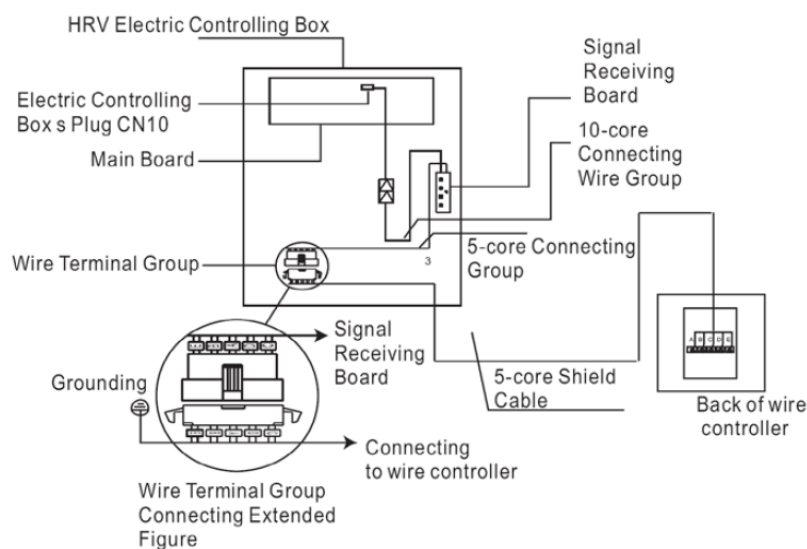 HRV Electric Controlling Box
Signal
Receiving
Board
Electric Controlling
Box s Plug CN10
10-core
Connecting
Wire Group
Main Board
Wire Terminal Group
3
5-core Connecting
Group
Signal
Receiving
Board
Grounding
5-core Shield
Cable
A B C D E
Back of wire
controller
Connecting
to wire controller
Wire Terminal Group
Connecting Extended
Figure